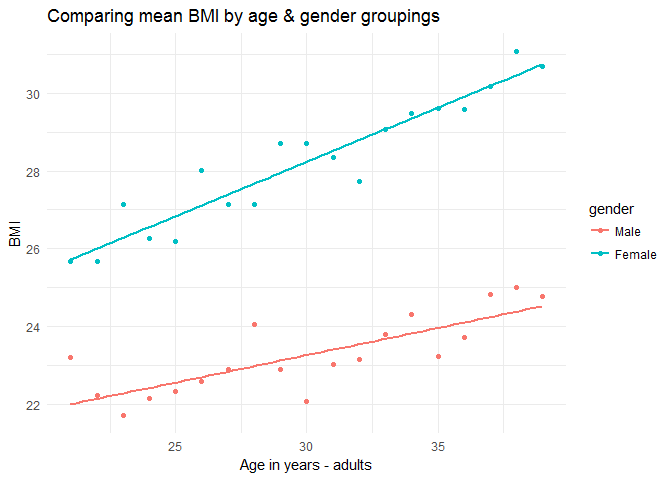 Comparing mean BMI by age & gender groupings
30
28
26
24
22
BMI
25 30 35
Age in years - adults
gender
Male
Female